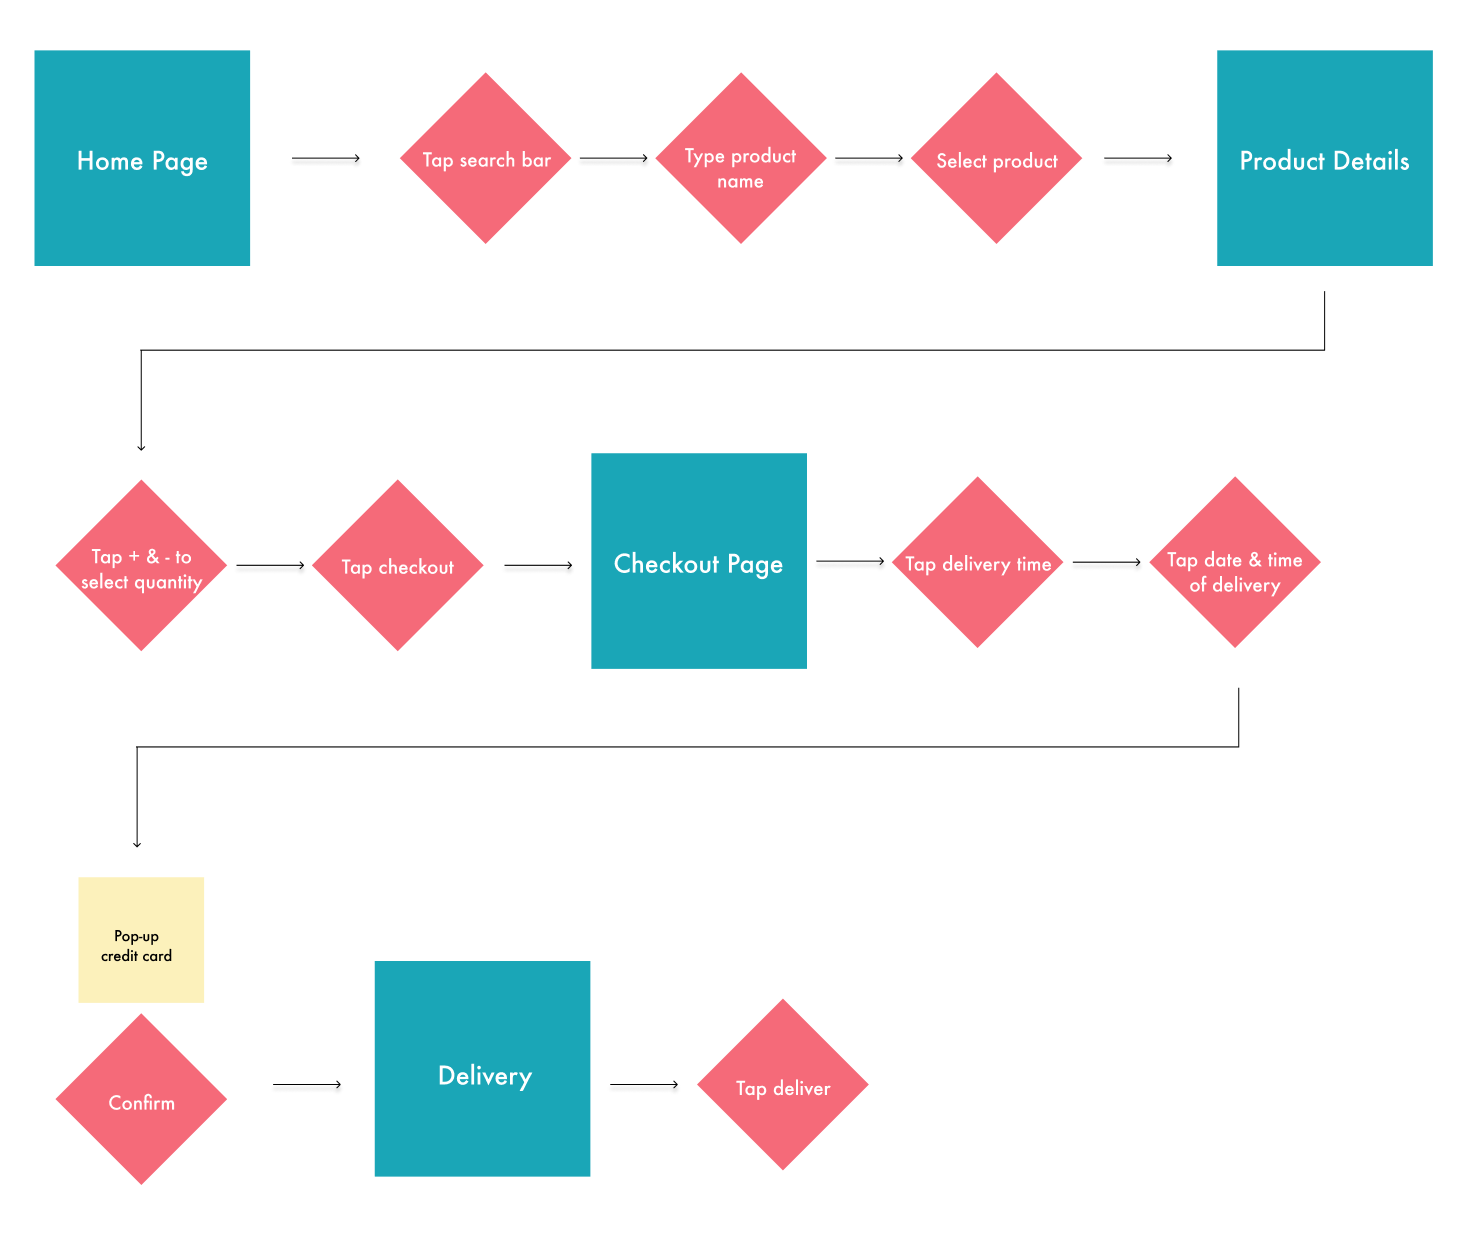 Home Page
Tap search bar
Type product
name
Select product
Product Details
Tap + & - to
select quantity
Tap checkout
Checkout Page
Tap delivery time
Tap date & time
of delivery
Pop-up
credit card
Confirm
Delivery
Tap deliver